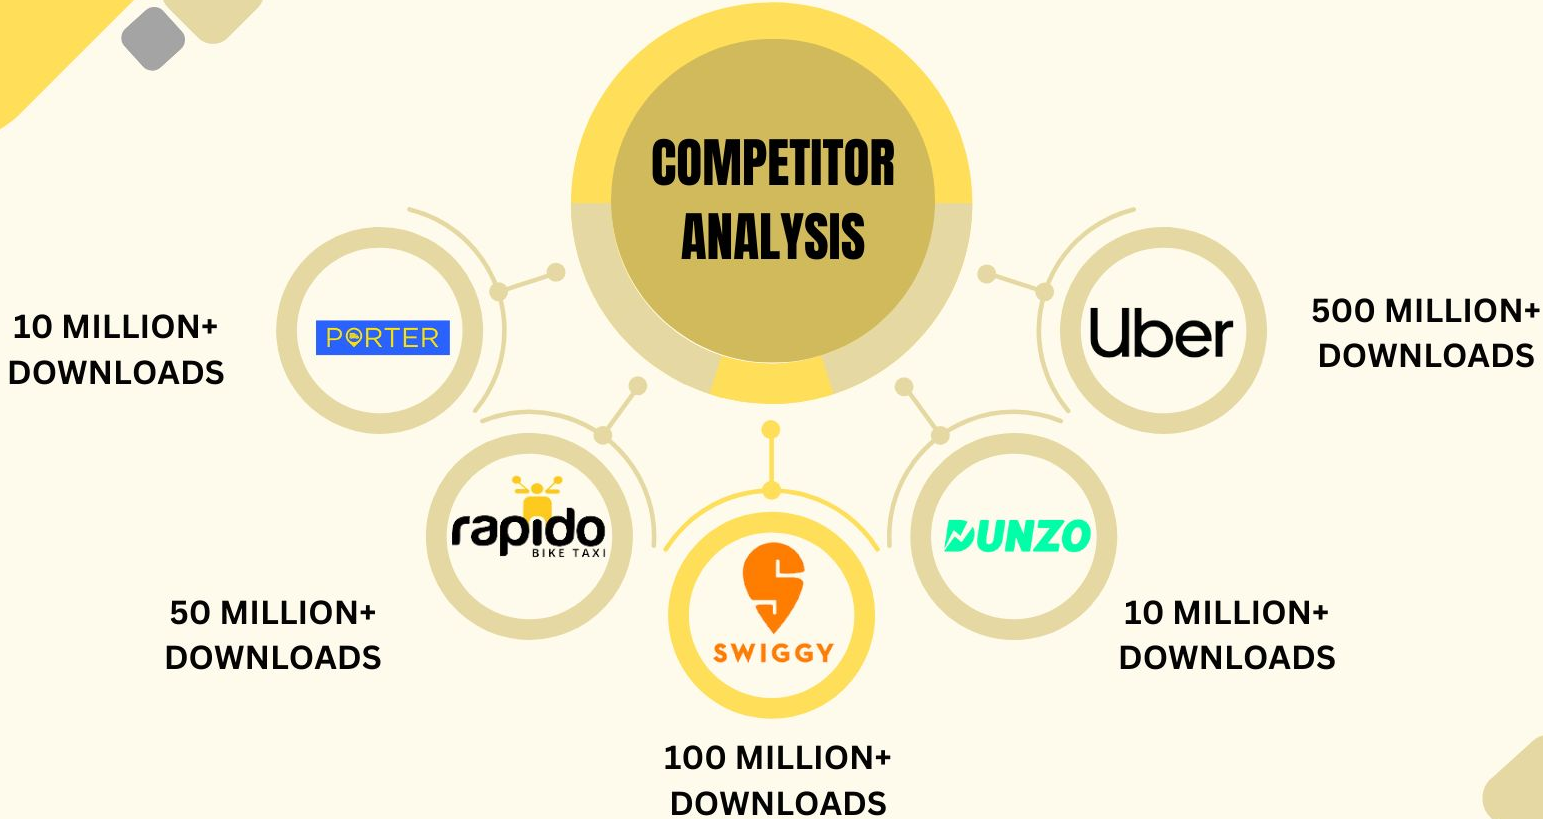 COMPETITOR
ANALYSIS
PORTER
10 MILLION+
DOWNLOADS
rapido
BIKE TAXI
50 MILLION+
DOWNLOADS
SWIGGY
100 MILLION+
DOWNLOADS
DUNZO
10 MILLION+
DOWNLOADS
Uber
500 MILLION+
DOWNLOADS